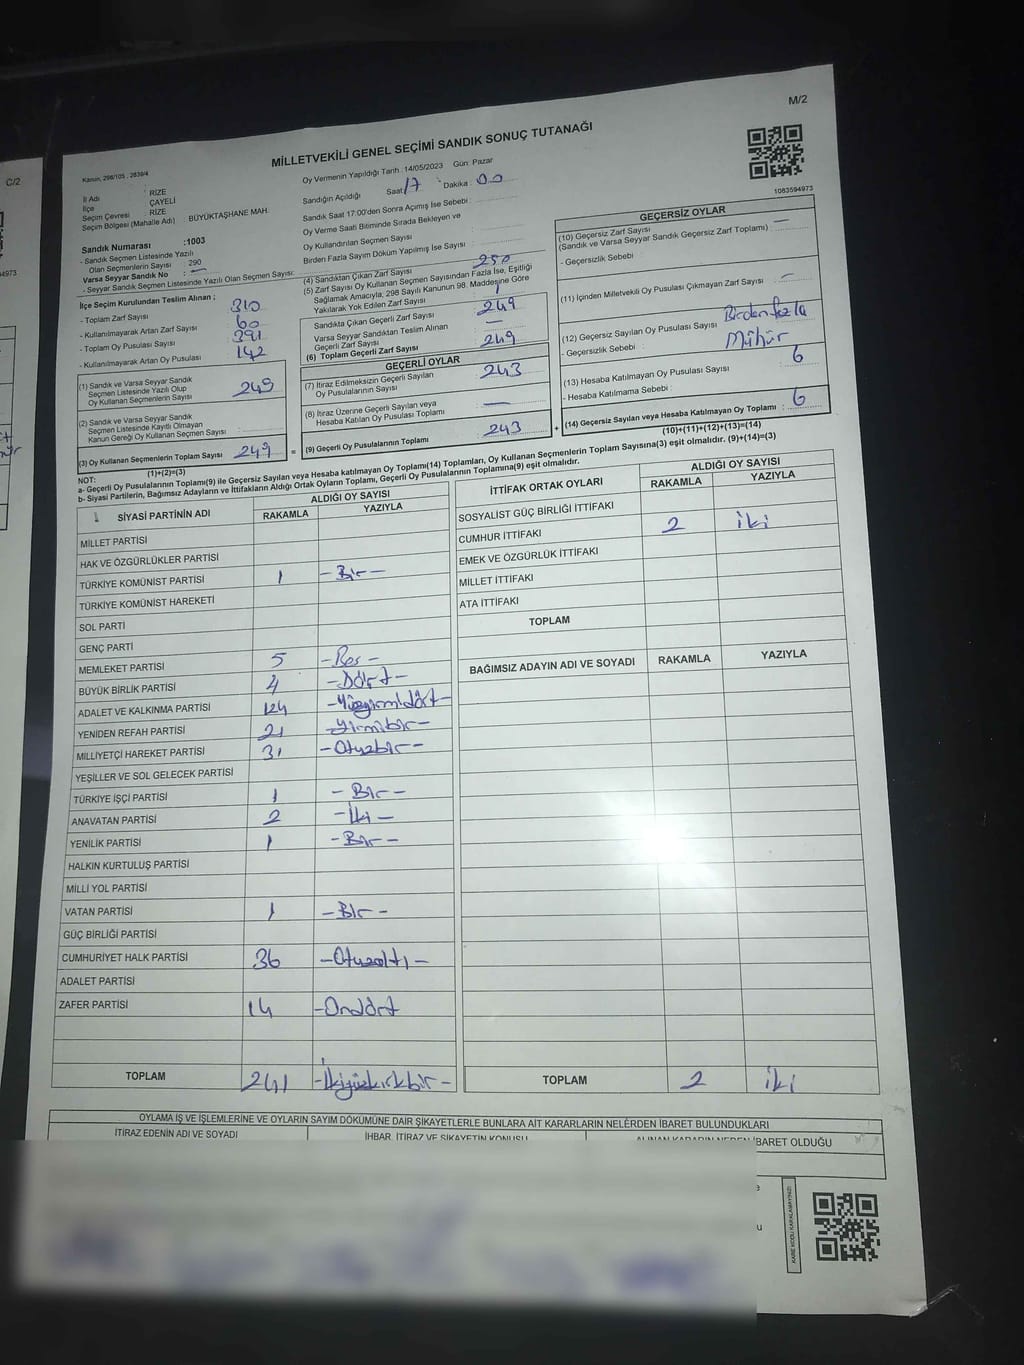 M/2
C/2
MİLLETVEKİLİ GENEL SEÇİMİ SANDIK SONUÇ TUTANAĞI
Kanun, 298/105 ; 2839/4
1083594973
4973
İl Adı : RİZE
İlçe : ÇAYELİ
Seçim Çevresi : RİZE
Seçim Bölgesi (Mahalle Adı) : BÜYÜKTAŞHANE MAH.
Sandık Numarası :1003
- Sandık Seçmen Listesinde Yazılı
Olan Seçmenlerin Sayısı : 290
Varsa Seyyar Sandık No : —
- Seyyar Sandık Seçmen Listesinde Yazılı Olan Seçmen Sayısı:
İlçe Seçim Kurulundan Teslim Alınan ;
- Toplam Zarf Sayısı : 310
- Kullanılmayarak Artan Zarf Sayısı : 60
- Toplam Oy Pusulası Sayısı : 391
- Kullanılmayarak Artan Oy Pusulası : 142
(1) Sandık ve Varsa Seyyar Sandık
Seçmen Listesinde Yazılı Olup
Oy Kullanan Seçmenlerin Sayısı : 249
(2) Sandık ve Varsa Seyyar Sandık
Seçmen Listesinde Kayıtlı Olmayan
Kanun Gereği Oy Kullanan Seçmen Sayısı :
(3) Oy Kullanan Seçmenlerin Toplam Sayısı 249
(1)+(2)=(3)
Oy Vermenin Yapıldığı Tarih : 14/05/2023 Gün: Pazar
Sandığın Açıldığı Saat 17 Dakika : 00
Sandık Saat 17:00'den Sonra Açımış İse Sebebi :
Oy Verme Saati Bitiminde Sırada Bekleyen ve
Oy Kullandırılan Seçmen Sayısı :
Birden Fazla Sayım Döküm Yapılmış İse Sayısı :
(4) Sandıktan Çıkan Zarf Sayısı : 250
(5) Zarf Sayısı Oy Kullanan Seçmen Sayısından Fazla İse, Eşitliği
Sağlamak Amacıyla, 298 Sayılı Kanunun 98. Maddesine Göre
Yakılarak Yok Edilen Zarf Sayısı : 1
Sandıkta Çıkan Geçerli Zarf Sayısı : 249
Varsa Seyyar Sandıktan Teslim Alınan
Geçerli Zarf Sayısı : —
(6) Toplam Geçerli Zarf Sayısı : 249
GEÇERLİ OYLAR
(7) İtiraz Edilmeksizin Geçerli Sayılan
Oy Pusulalarının Sayısı : 243
(8) İtiraz Üzerine Geçerli Sayılan veya
Hesaba Katılan Oy Pusulası Toplamı : —
=
(9) Geçerli Oy Pusulalarının Toplamı 243
+
GEÇERSİZ OYLAR
(10) Geçersiz Zarf Sayısı
(Sandık ve Varsa Seyyar Sandık Geçersiz Zarf Toplamı) : —
- Geçersizlik Sebebi :
(11) İçinden Milletvekili Oy Pusulası Çıkmayan Zarf Sayısı : —
(12) Geçersiz Sayılan Oy Pusulası Sayısı : Birden fazla
- Geçersizlik Sebebi : Mühür
(13) Hesaba Katılmayan Oy Pusulası Sayısı : 6
- Hesaba Katılmama Sebebi :
(14) Geçersiz Sayılan veya Hesaba Katılmayan Oy Toplamı : 6
(10)+(11)+(12)+(13)=(14)
NOT:
a- Geçerli Oy Pusulalarının Toplamı(9) ile Geçersiz Sayılan veya Hesaba katılmayan Oy Toplamı(14) Toplamları, Oy Kullanan Seçmenlerin Toplam Sayısına(3) eşit olmalıdır. (9)+(14)=(3)
b- Siyasi Partilerin, Bağımsız Adayların ve İttifakların Aldığı Ortak Oyların Toplamı, Geçerli Oy Pusulalarının Toplamına(9) eşit olmalıdır.
SİYASİ PARTİNİN ADI ALDIĞI OY SAYISI
RAKAMLA YAZIYLA
MİLLET PARTİSİ
HAK VE ÖZGÜRLÜKLER PARTİSİ
TÜRKİYE KOMÜNİST PARTİSİ 1 -Bir-
TÜRKİYE KOMÜNİST HAREKETİ
SOL PARTİ
GENÇ PARTİ
MEMLEKET PARTİSİ 5 -Beş-
BÜYÜK BİRLİK PARTİSİ 4 -Dört-
ADALET VE KALKINMA PARTİSİ 124 -Yüzyirmidört-
YENİDEN REFAH PARTİSİ 21 -Yirmibir-
MİLLİYETÇİ HAREKET PARTİSİ 31 -Otuzbir-
YEŞİLLER VE SOL GELECEK PARTİSİ
TÜRKİYE İŞÇİ PARTİSİ 1 -Bir-
ANAVATAN PARTİSİ 2 -İki-
YENİLİK PARTİSİ 1 -Bir-
HALKIN KURTULUŞ PARTİSİ
MİLLİ YOL PARTİSİ
VATAN PARTİSİ 1 -Bir-
GÜÇ BİRLİĞİ PARTİSİ
CUMHURİYET HALK PARTİSİ 36 -Otuzaltı-
ADALET PARTİSİ
ZAFER PARTİSİ 14 -Ondört
TOPLAM 241 -İkiyüzkırkbir-
İTTİFAK ORTAK OYLARI ALDIĞI OY SAYISI
RAKAMLA YAZIYLA
SOSYALİST GÜÇ BİRLİĞİ İTTİFAKI
CUMHUR İTTİFAKI 2 iki
EMEK VE ÖZGÜRLÜK İTTİFAKI
MİLLET İTTİFAKI
ATA İTTİFAKI
TOPLAM
BAĞIMSIZ ADAYIN ADI VE SOYADI RAKAMLA YAZIYLA
TOPLAM 2 iki
OYLAMA İŞ VE İŞLEMLERİNE VE OYLARIN SAYIM DÖKÜMÜNE DAİR ŞİKAYETLERLE BUNLARA AİT KARARLARIN NELERDEN İBARET BULUNDUKLARI
İTİRAZ EDENİN ADI VE SOYADI İHBAR, İTİRAZ VE ŞİKAYETİN KONUSU ALINAN KARARIN NEDEN İBARET OLDUĞU
KARE KODU KARALAMAYINIZ!